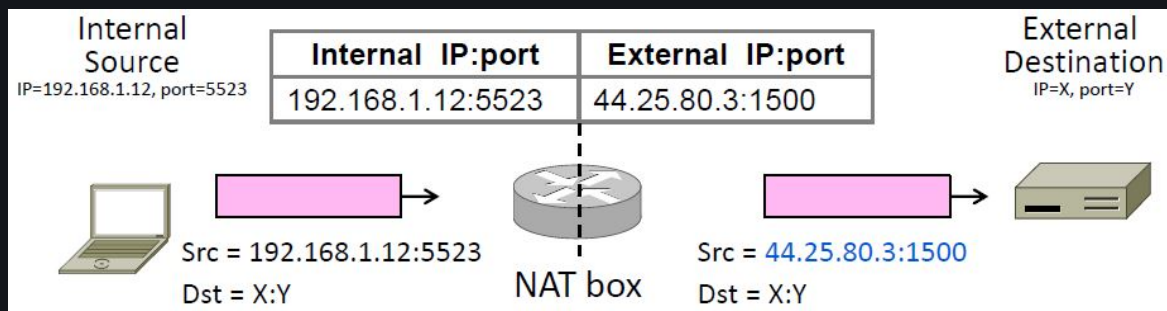 Internal
Source
IP=192.168.1.12, port=5523
Internal IP:port
External IP:port
192.168.1.12:5523
44.25.80.3:1500
External
Destination
IP=X, port=Y
Src = 192.168.1.12:5523
Dst = X:Y
NAT box
Src = 44.25.80.3:1500
Dst = X:Y